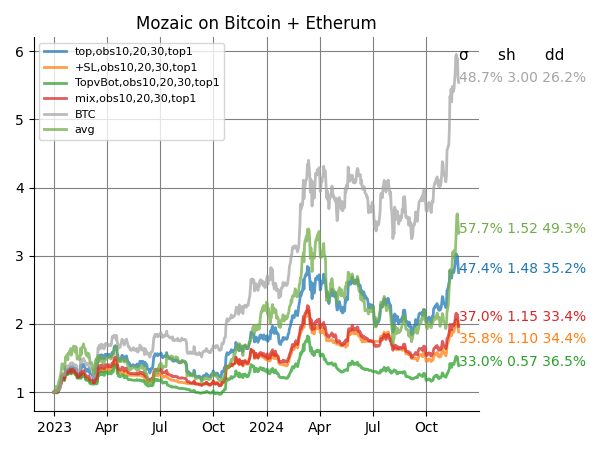 Mozaic on Bitcoin + Etherum
6
5
4
3
2
1
top,obs10,20,30,top1
+SL,obs10,20,30,top1
TopvBot,obs10,20,30,top1
mix,obs10,20,30,top1
BTC
avg
σ sh dd
48.7% 3.00 26.2%
57.7% 1.52 49.3%
47.4% 1.48 35.2%
37.0% 1.15 33.4%
35.8% 1.10 34.4%
33.0% 0.57 36.5%
2023 Apr Jul Oct 2024 Apr Jul Oct